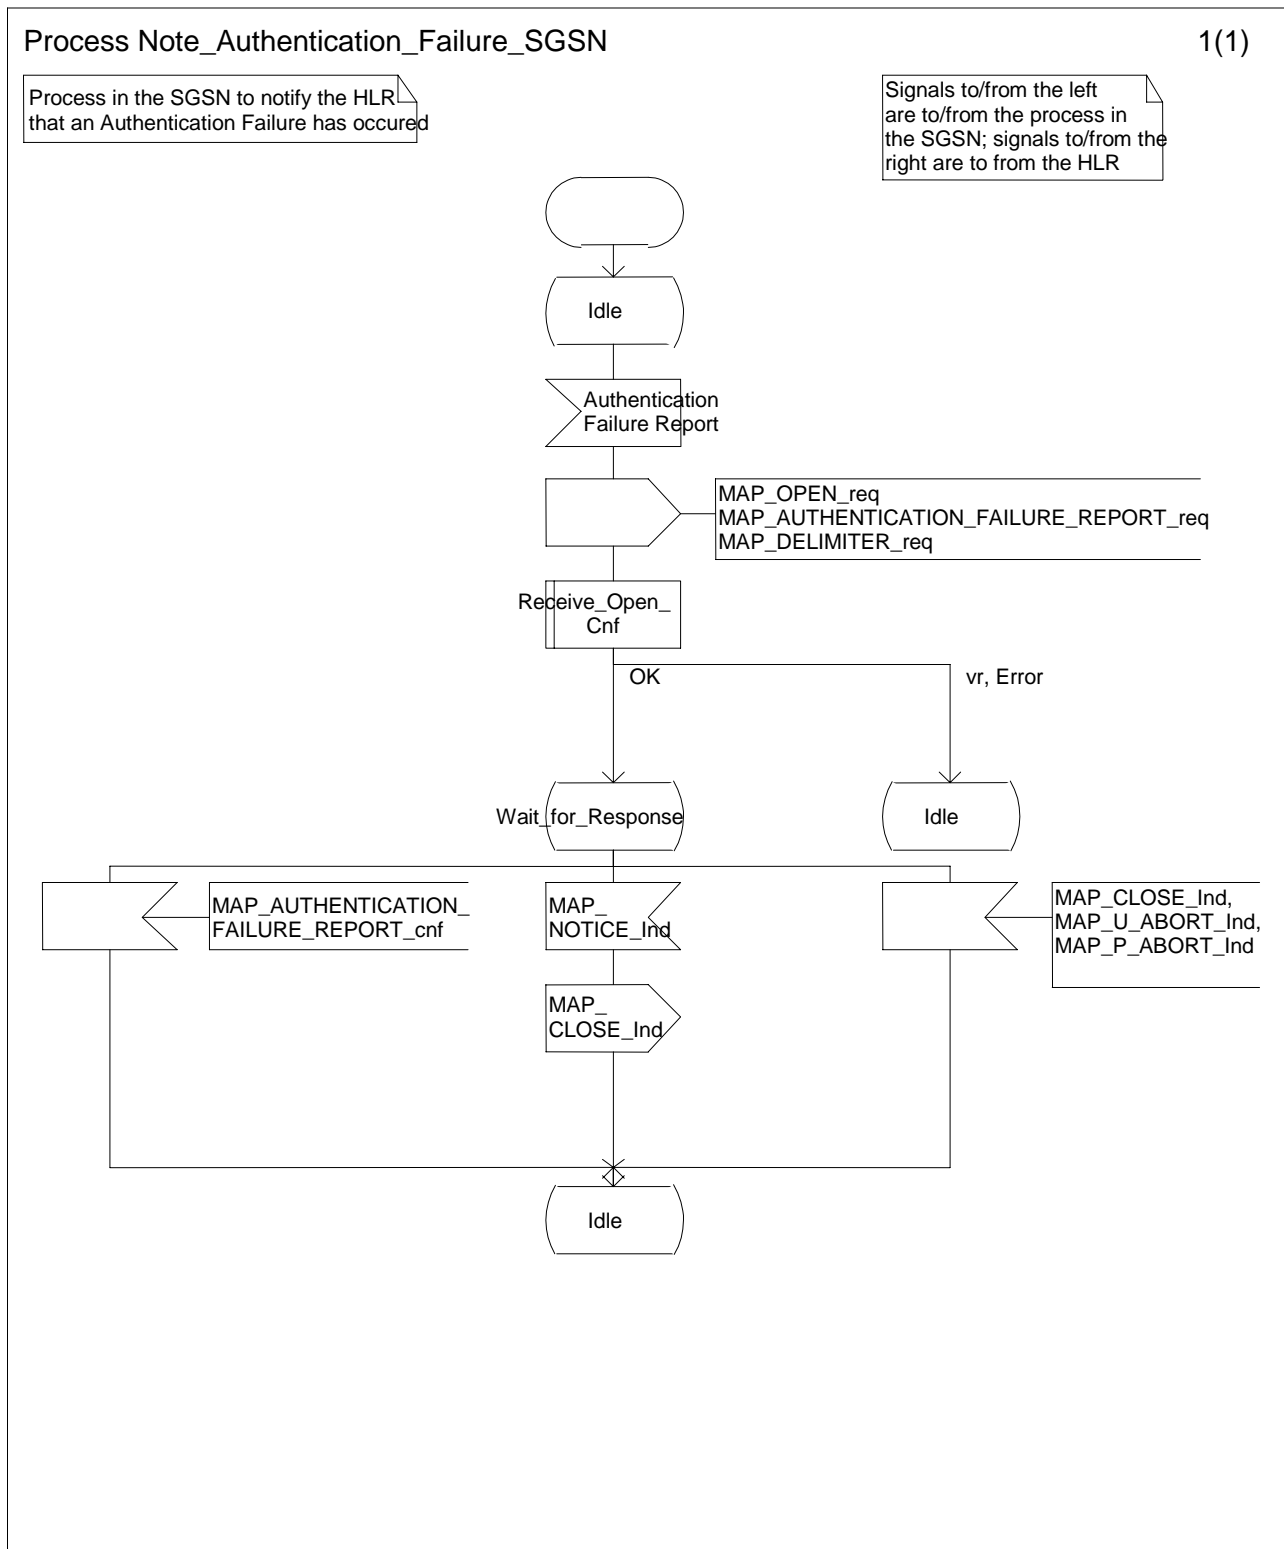 Process Note_Authentication_Failure_SGSN
1(1)
Process in the SGSN to notify the HLR
that an Authentication Failure has occured
Signals to/from the left
are to/from the process in
the SGSN; signals to/from the
right are to from the HLR
Idle
Authentication
Failure Report
MAP_OPEN_req
MAP_AUTHENTICATION_FAILURE_REPORT_req
MAP_DELIMITER_req
Receive_Open_
Cnf
OK
vr, Error
Wait_for_Response
Idle
MAP_AUTHENTICATION_
FAILURE_REPORT_cnf
MAP_
NOTICE_Ind
MAP_CLOSE_Ind,
MAP_U_ABORT_Ind,
MAP_P_ABORT_Ind
MAP_
CLOSE_Ind
Idle